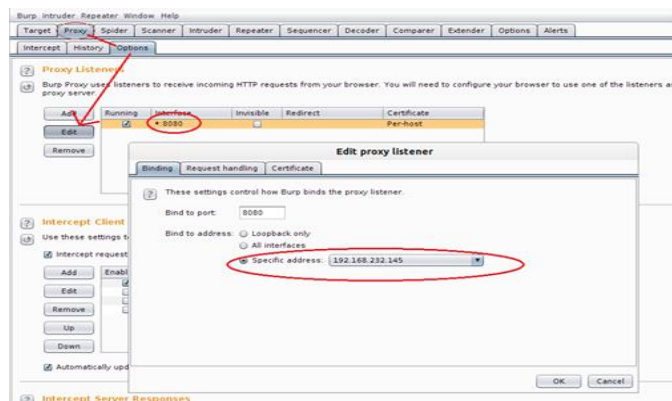 Burp Intruder Repeater Window Help
Target Proxy Spider Scanner Intruder Repeater Sequencer Decoder Comparer Extender Options Alerts
Intercept History Options
Proxy Listeners
Burp Proxy uses listeners to receive incoming HTTP requests from your browser. You will need to configure your browser to use one of the listeners a
proxy server.
Add Running Interface Invisible Redirect Certificate
Edit *:8080 Per-host
Remove
Edit proxy listener
Binding Request handling Certificate
These settings control how Burp binds the proxy listener.
Bind to port: 8080
Intercept Client
Bind to address: Loopback only
Use these settings t
All interfaces
Intercept request
Specific address: 192.168.232.145
Add Enabl
Edit
Remove
Up
Down
Automatically upd
OK Cancel
Intercept Server Responses